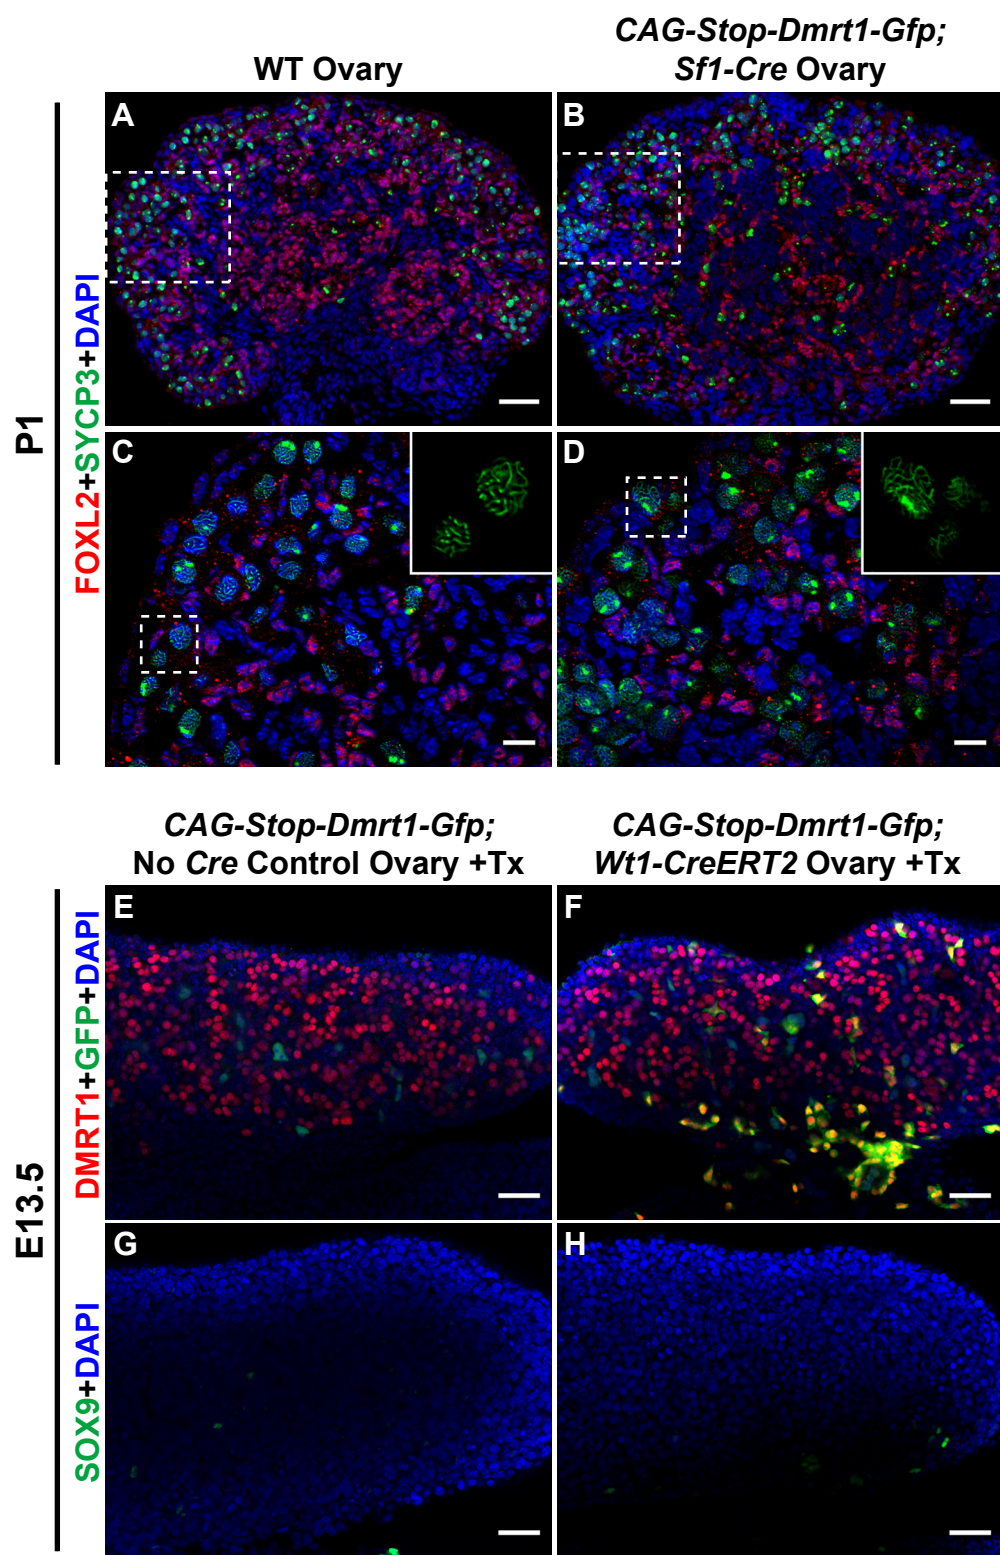 WT Ovary
CAG-Stop-Dmrt1-Gfp;
Sf1-Cre Ovary
P1
FOXL2+SYCP3+DAPI
A
B
C
D
CAG-Stop-Dmrt1-Gfp;
No Cre Control Ovary +Tx
CAG-Stop-Dmrt1-Gfp;
Wt1-CreERT2 Ovary +Tx
E13.5
DMRT1+GFP+DAPI
E
F
SOX9+DAPI
G
H